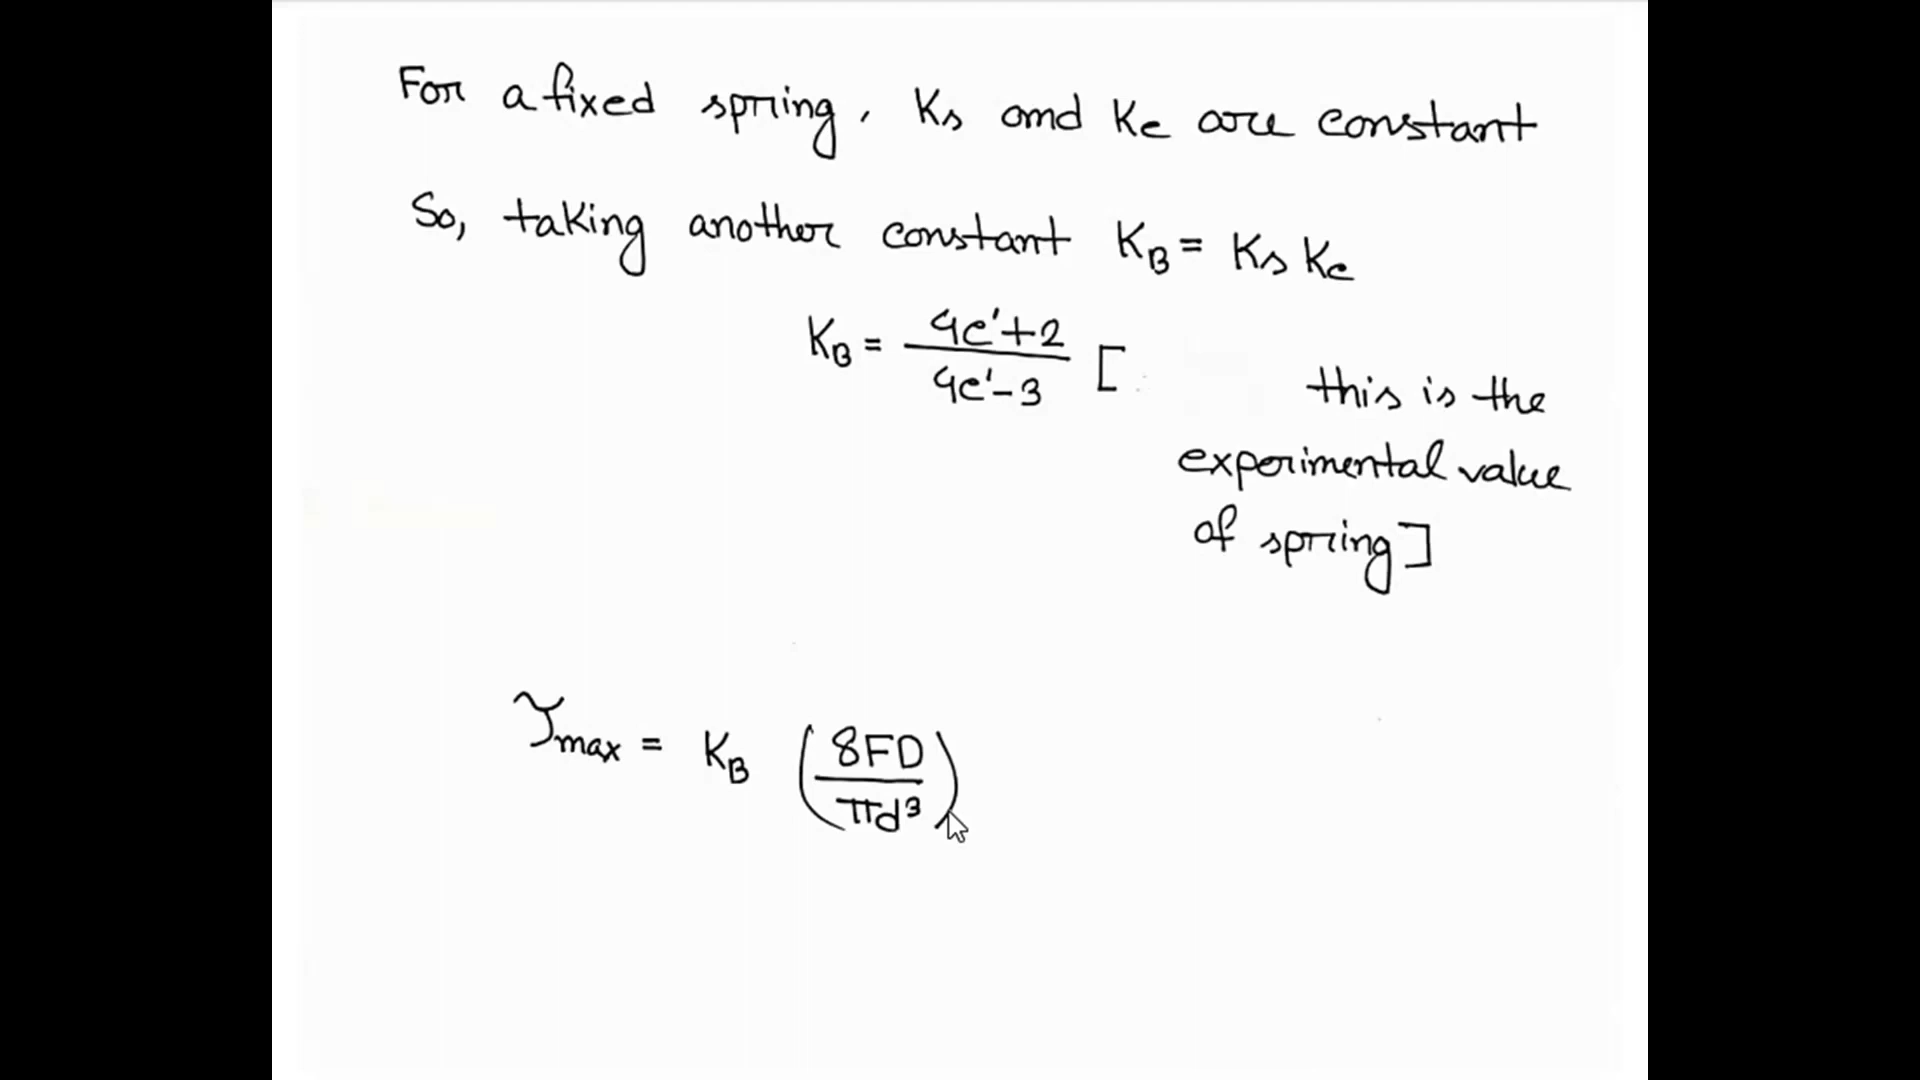 For a fixed spring, Ks and Kc are constant
So, taking another constant KB = Ks Kc
KB = (4c'+2)/(4c'-3) [this is the
experimental value
of spring]
τmax = KB (8FD/πd³)